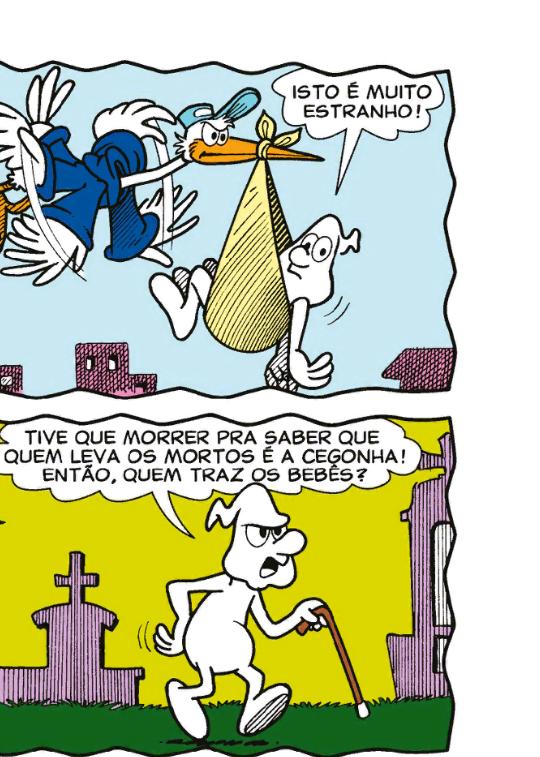 ISTO É MUITO
ESTRANHO!
TIVE QUE MORRER PRA SABER QUE
QUEM LEVA OS MORTOS É A CEGONHA!
ENTÃO, QUEM TRAZ OS BEBÊS?